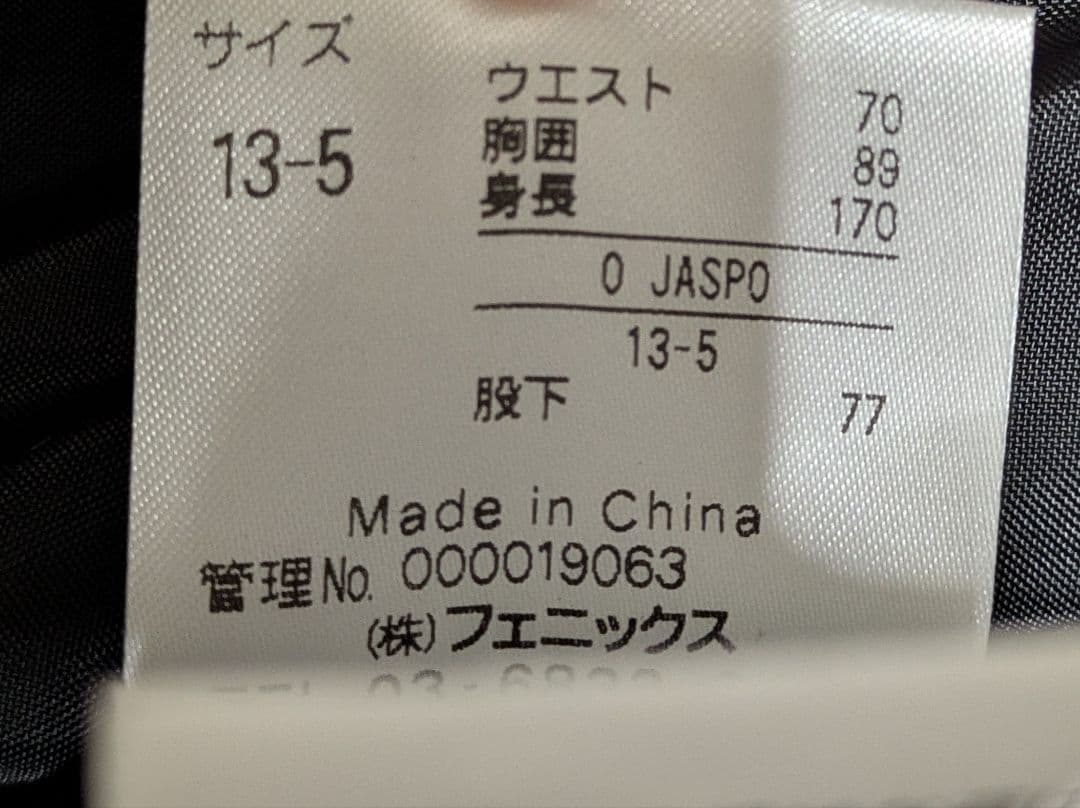 サイズ
13-5
ウエスト 70
胸囲 89
身長 170
0 JASPO
13-5
股下 77
Made in China
管理No. 000019063
(株)フェニックス